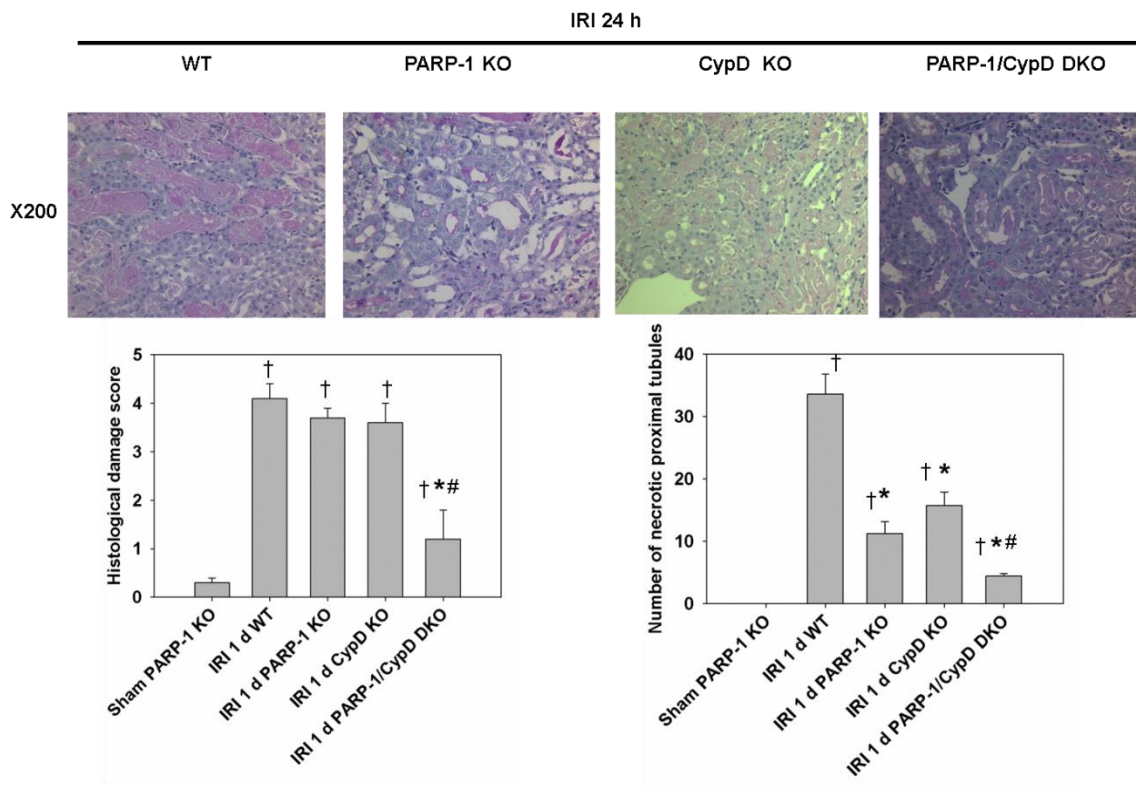 IRI 24 h
WT PARP-1 KO CypD KO PARP-1/CypD DKO
X200
Histological damage score
5
4
3
2
1
0
†
†
†
†*#
Sham PARP-1 KO
IRI 1 d WT
IRI 1 d PARP-1 KO
IRI 1 d CypD KO
IRI 1 d PARP-1/CypD DKO
Number of necrotic proximal tubules
40
30
20
10
0
†
†*
† *
† *#
Sham PARP-1 KO
IRI 1 d WT
IRI 1 d PARP-1 KO
IRI 1 d CypD KO
IRI 1 d PARP-1/CypD DKO